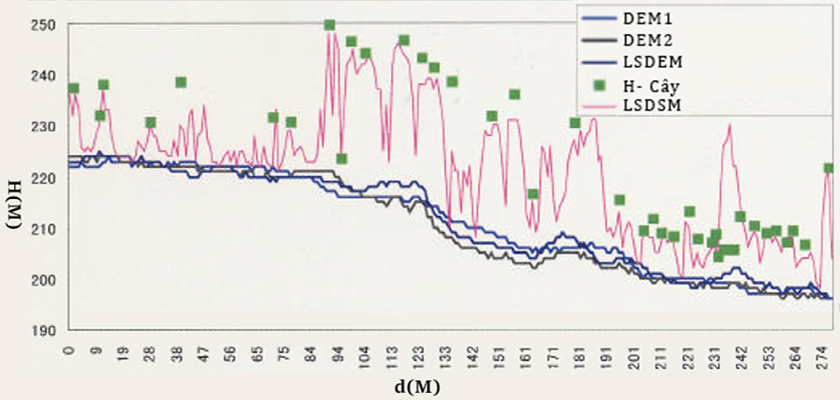 250
240
230
220
210
200
190
H(M)
DEM1
DEM2
LSDEM
H- Cây
LSDSM
0 9 19 28 38 47 56 65 75 84 94 104 113 123 133 142 151 161 171 181 191 201 211 221 231 242 253 264 274
d(M)